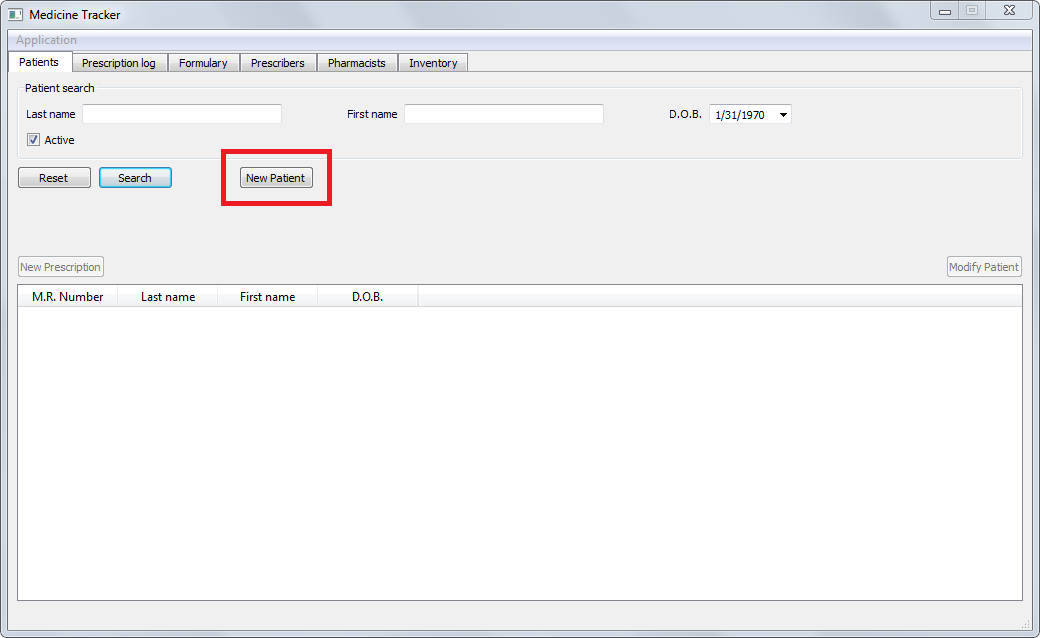 Medicine Tracker
Application
Patients Prescription log Formulary Prescribers Pharmacists Inventory
Patient search
Last name First name D.O.B. 1/31/1970
Active
Reset Search New Patient
New Prescription Modify Patient
M.R. Number Last name First name D.O.B.